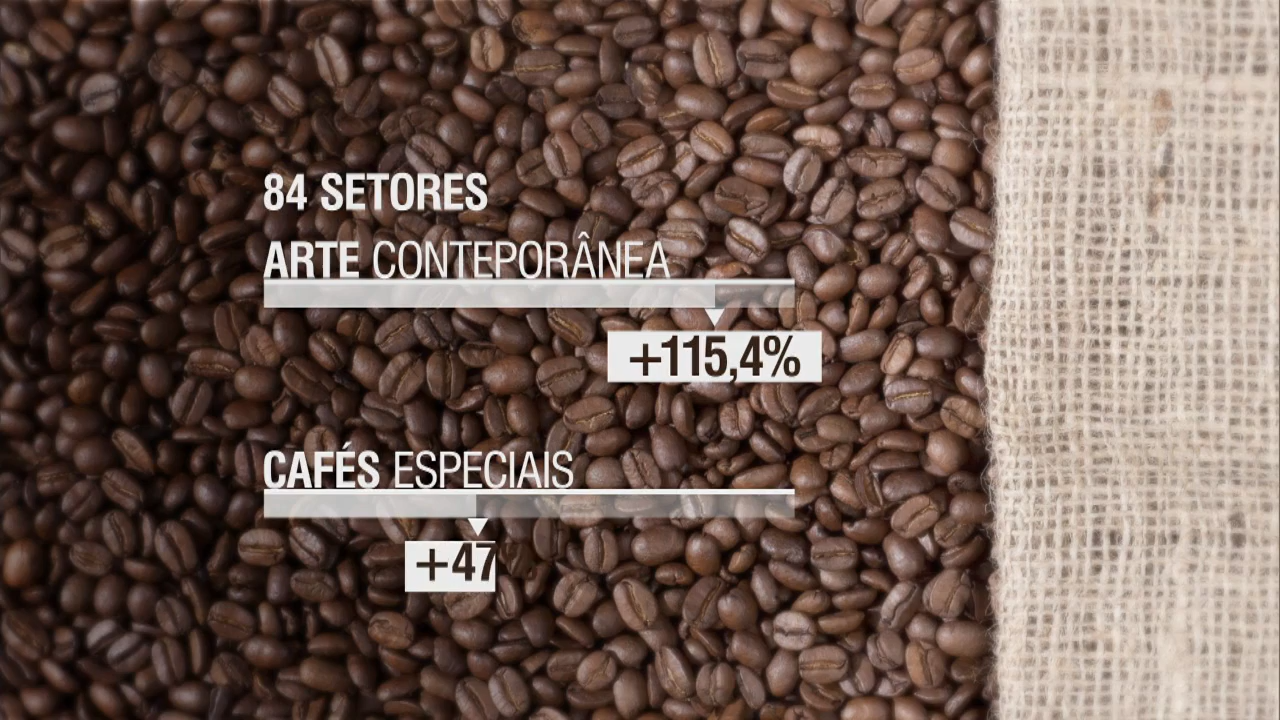 84 SETORES
ARTE CONTEPORÂNEA
+115,4%
CAFÉS ESPECIAIS
+47